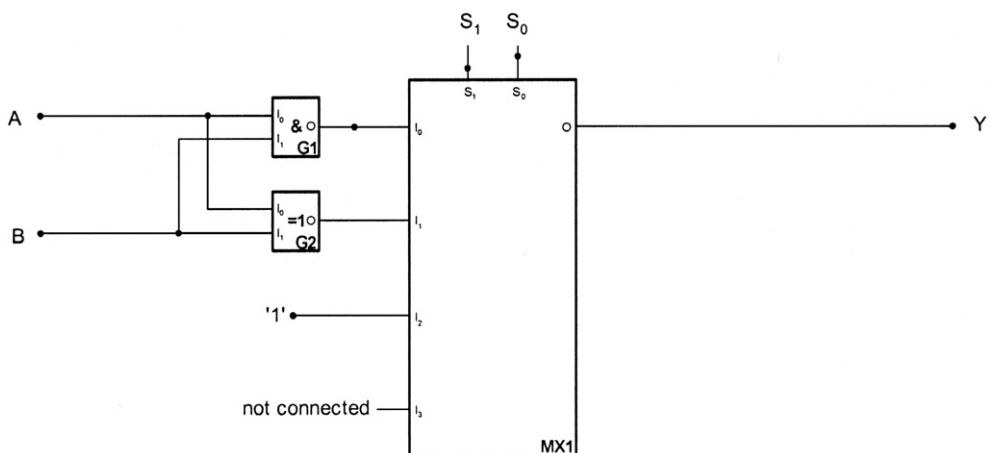 S1 S0
S1 S0
A
I0
I1
&
G1
I0
B
I0
I1
=1
G2
I1
'1'
I2
not connected
I3
MX1
Y